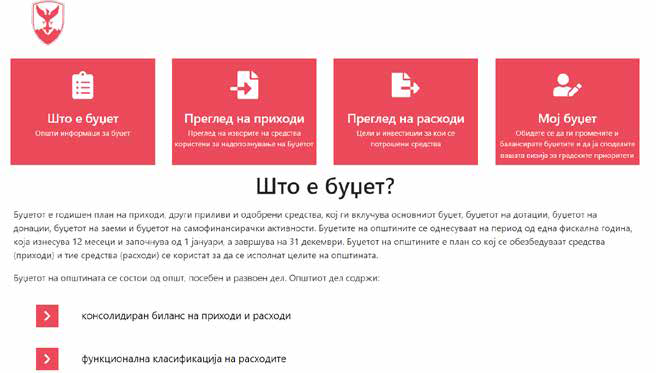 Што е буџет
Општи информаци за буџет
Преглед на приходи
Преглед на изворите на средства
користени за надополнување на Буџетот
Преглед на расходи
Цели и инвестиции за кои се
потрошени средства
Мој буџет
Обидете се да ги промените и
балансирате буџетите и да ја споделите
вашата визија за градските приоритети
Што е буџет?
Буџетот е годишен план на приходи, други приливи и одобрени средства, кој ги вклучува основниот буџет, буџетот на дотации, буџетот на
донации, буџетот на заеми и буџетот на самофинансирачки активности. Буџетите на општините се однесуваат на период од една фискална година,
која изнесува 12 месеци и започнува од 1 јануари, а завршува на 31 декември. Буџетот на општините е план со кој се обезбедуваат средства
(приходи) и тие средства (расходи) се користат за да се исполнат целите на општината.
Буџетот на општината се состои од општ, посебен и развоен дел. Општиот дел содржи:
консолидиран биланс на приходи и расходи
функционална класификација на расходите